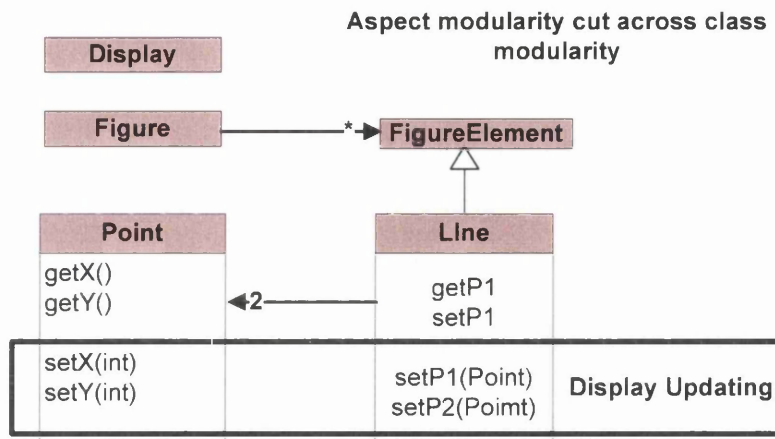 Aspect modularity cut across class
modularity
Display
Figure
*
FigureElement
Point
LIne
getX()
getY()
2
getP1
setP1
setX(int)
setY(int)
setP1(Point)
setP2(Poimt)
Display Updating